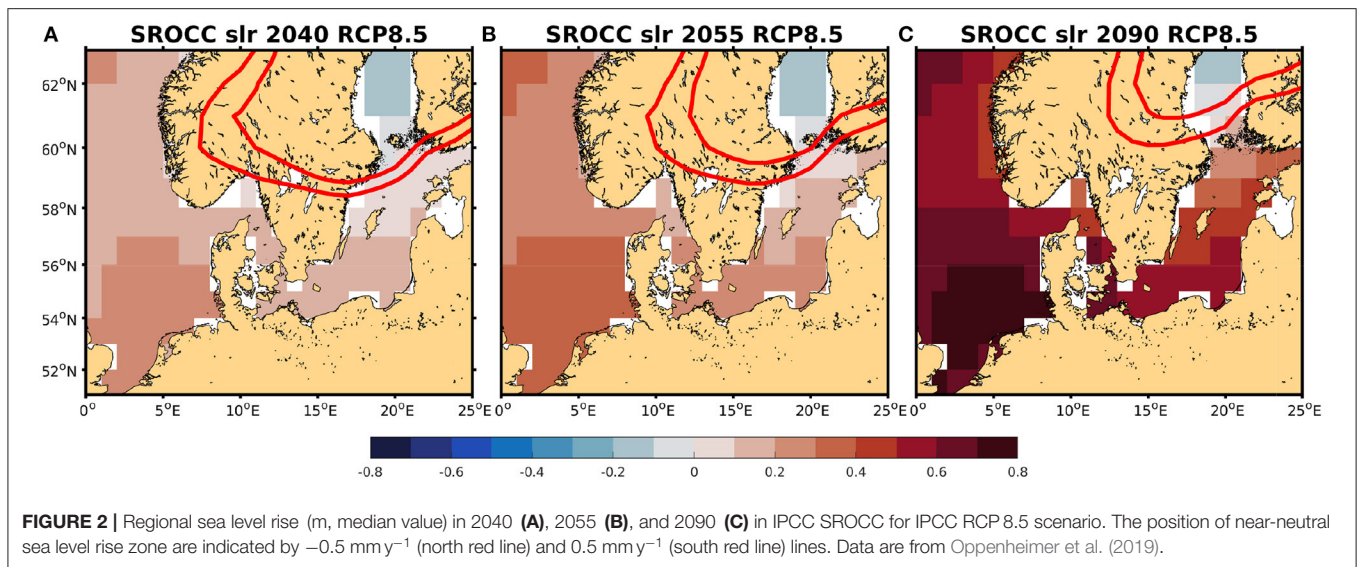 A SROCC slr 2040 RCP8.5
B SROCC slr 2055 RCP8.5
C SROCC slr 2090 RCP8.5
62°N
60°N
58°N
56°N
54°N
52°N
0° 5°E 10°E 15°E 20°E 25°E
0° 5°E 10°E 15°E 20°E 25°E
0° 5°E 10°E 15°E 20°E 25°E
-0.8 -0.6 -0.4 -0.2 0 0.2 0.4 0.6 0.8
FIGURE 2 | Regional sea level rise (m, median value) in 2040 (A), 2055 (B), and 2090 (C) in IPCC SROCC for IPCC RCP 8.5 scenario. The position of near-neutral
sea level rise zone are indicated by −0.5 mm y⁻¹ (north red line) and 0.5 mm y⁻¹ (south red line) lines. Data are from Oppenheimer et al. (2019).